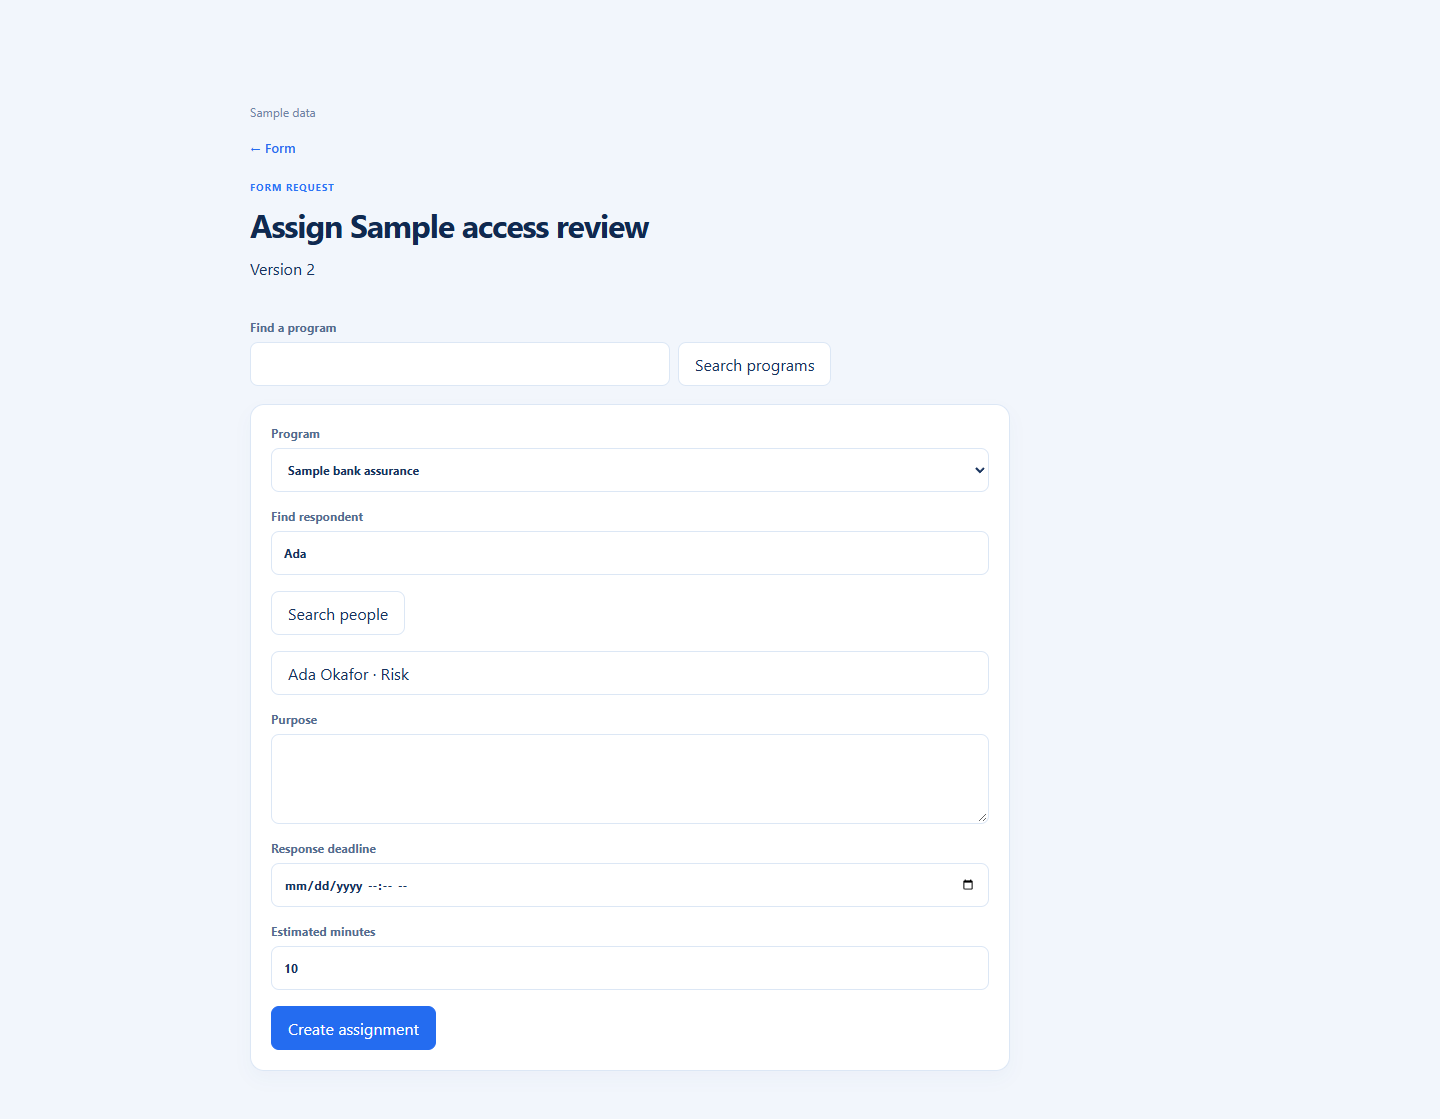 Sample data
← Form
FORM REQUEST
Assign Sample access review
Version 2
Find a program
Search programs
Program
Sample bank assurance
Find respondent
Ada
Search people
Ada Okafor · Risk
Purpose
Response deadline
mm/dd/yyyy --:-- --
Estimated minutes
10
Create assignment